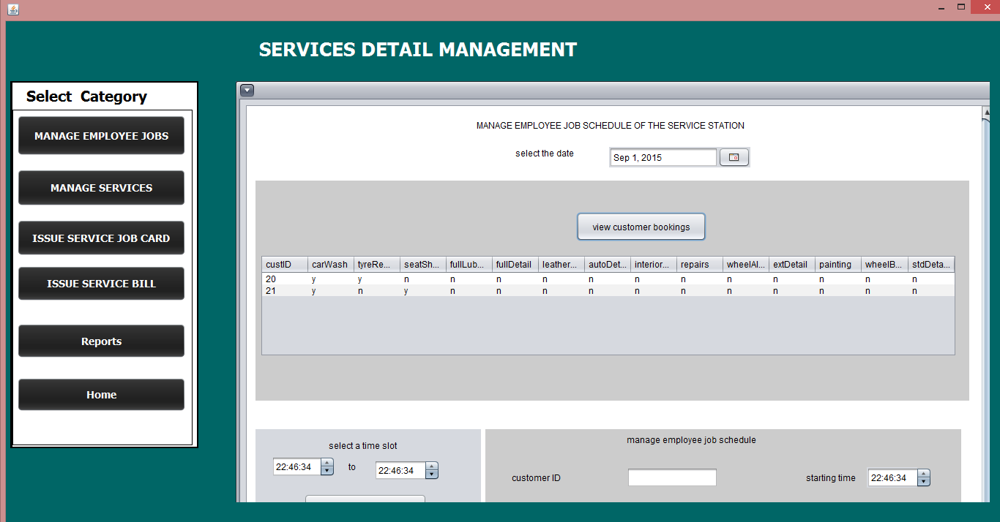 SERVICES DETAIL MANAGEMENT
Select Category
MANAGE EMPLOYEE JOBS
MANAGE SERVICES
ISSUE SERVICE JOB CARD
ISSUE SERVICE BILL
Reports
Home
MANAGE EMPLOYEE JOB SCHEDULE OF THE SERVICE STATION
select the date Sep 1, 2015
view customer bookings
custID carWash tyreRe... seatSh... fullLub... fullDetail leather... autoDet... interior... repairs wheelAl... extDetail painting wheelB... stdDeta...
20 y y n n n n n n n n n n n n
21 y n y n n n n n n n n n n n
select a time slot
22:46:34 to 22:46:34
manage employee job schedule
customer ID starting time 22:46:34